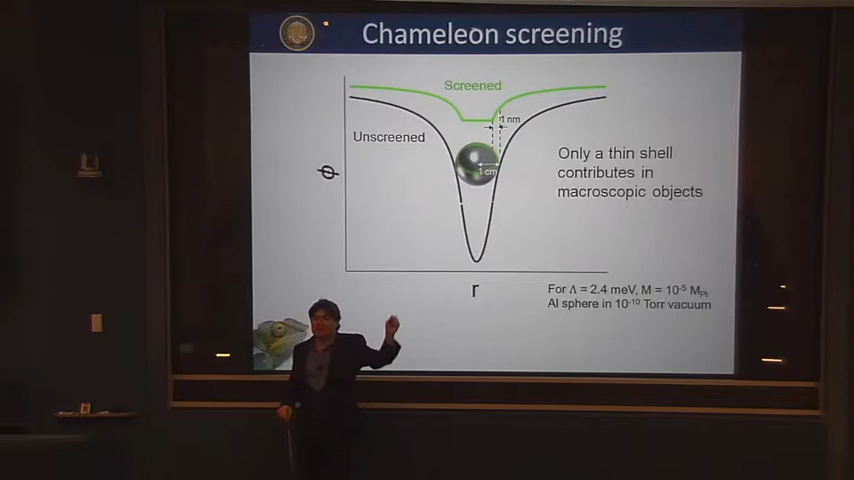 Chameleon screening
Screened
1 nm
Unscreened
1 cm
Only a thin shell
contributes in
macroscopic objects
ϕ
r
For Λ = 2.4 meV, M = 10⁻⁵ M_Pl
Al sphere in 10⁻¹⁰ Torr vacuum